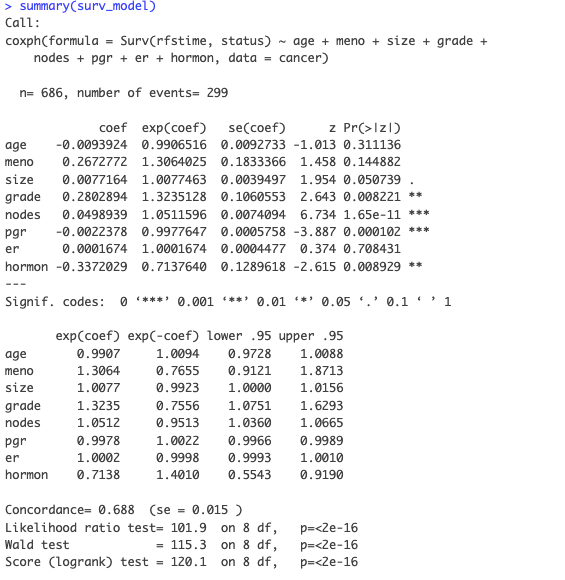 > summary(surv_model)
Call:
coxph(formula = Surv(rfstime, status) ~ age + meno + size + grade +
    nodes + pgr + er + hormon, data = cancer)

  n= 686, number of events= 299

             coef  exp(coef)   se(coef)      z Pr(>|z|)
age    -0.0093924  0.9906516  0.0092733 -1.013 0.311136
meno    0.2672772  1.3064025  0.1833366  1.458 0.144882
size    0.0077164  1.0077463  0.0039497  1.954 0.050739 .
grade   0.2802894  1.3235128  0.1060553  2.643 0.008221 **
nodes   0.0498939  1.0511596  0.0074094  6.734 1.65e-11 ***
pgr    -0.0022378  0.9977647  0.0005758 -3.887 0.000102 ***
er      0.0001674  1.0001674  0.0004477  0.374 0.708431
hormon -0.3372029  0.7137640  0.1289618 -2.615 0.008929 **
---
Signif. codes:  0 ‘***’ 0.001 ‘**’ 0.01 ‘*’ 0.05 ‘.’ 0.1 ‘ ’ 1

       exp(coef) exp(-coef) lower .95 upper .95
age       0.9907     1.0094    0.9728    1.0088
meno      1.3064     0.7655    0.9121    1.8713
size      1.0077     0.9923    1.0000    1.0156
grade     1.3235     0.7556    1.0751    1.6293
nodes     1.0512     0.9513    1.0360    1.0665
pgr       0.9978     1.0022    0.9966    0.9989
er        1.0002     0.9998    0.9993    1.0010
hormon    0.7138     1.4010    0.5543    0.9190

Concordance= 0.688  (se = 0.015 )
Likelihood ratio test= 101.9  on 8 df,   p=<2e-16
Wald test            = 115.3  on 8 df,   p=<2e-16
Score (logrank) test = 120.1  on 8 df,   p=<2e-16